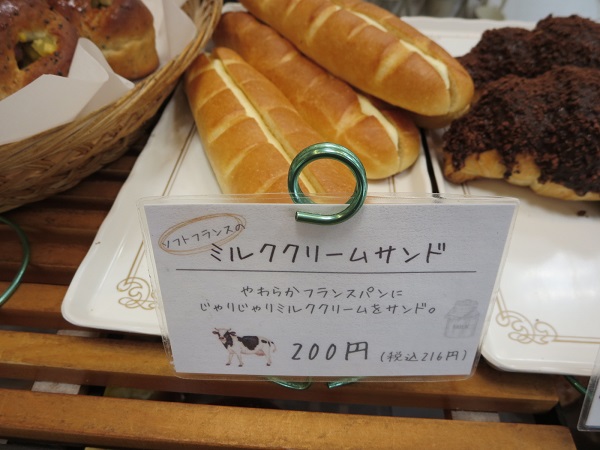 ソフトフランスの
ミルククリームサンド
やわらかフランスパンに
じゃりじゃりミルククリームをサンド。
200円 (税込216円)